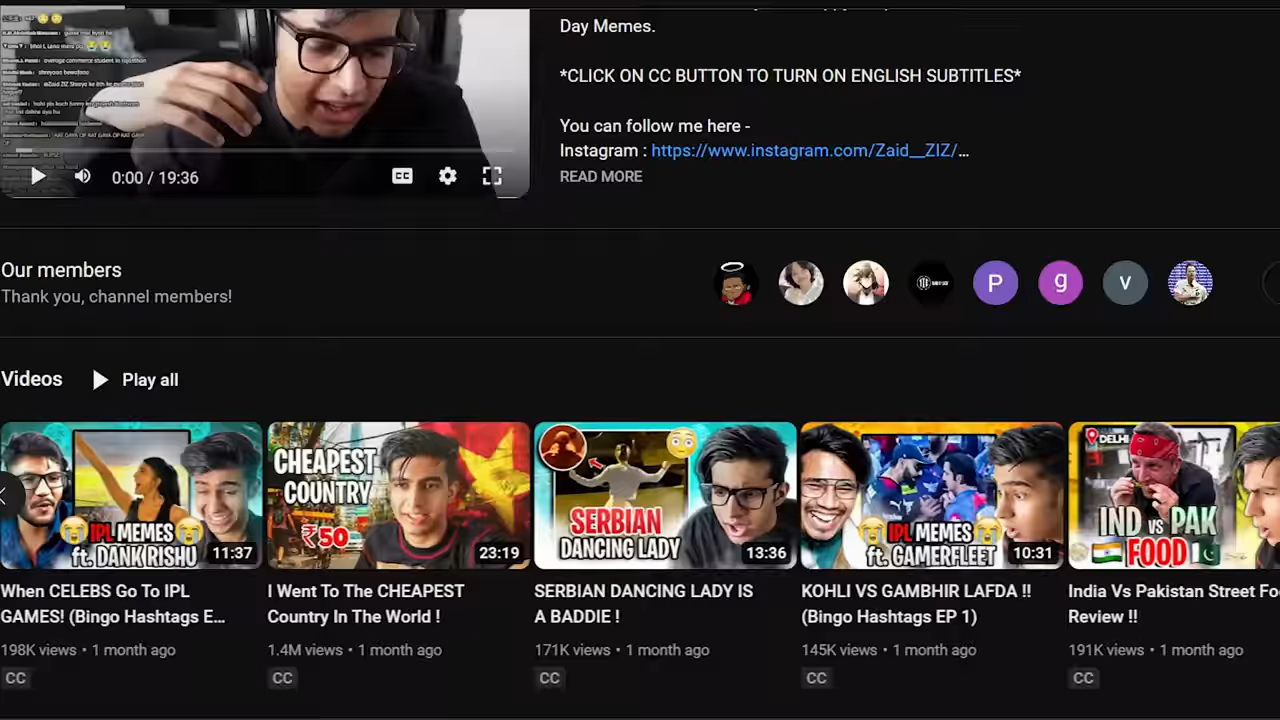 Day Memes.
*CLICK ON CC BUTTON TO TURN ON ENGLISH SUBTITLES*
You can follow me here -
Instagram : https://www.instagram.com/Zaid__ZIZ/...
READ MORE
0:00 / 19:36
CC
Our members
Thank you, channel members!
P
g
v
Videos
Play all
IPL MEMES
ft. DANK RISHU
11:37
CHEAPEST
COUNTRY
₹50
23:19
SERBIAN
DANCING LADY
13:36
IPL MEMES
ft. GAMERFLEET
10:31
DELHI
IND VS PAK
FOOD
When CELEBS Go To IPL
GAMES! (Bingo Hashtags E...
198K views • 1 month ago
CC
I Went To The CHEAPEST
Country In The World !
1.4M views • 1 month ago
CC
SERBIAN DANCING LADY IS
A BADDIE !
171K views • 1 month ago
CC
KOHLI VS GAMBHIR LAFDA !!
(Bingo Hashtags EP 1)
145K views • 1 month ago
CC
India Vs Pakistan Street Fo
Review !!
191K views • 1 month ago
CC